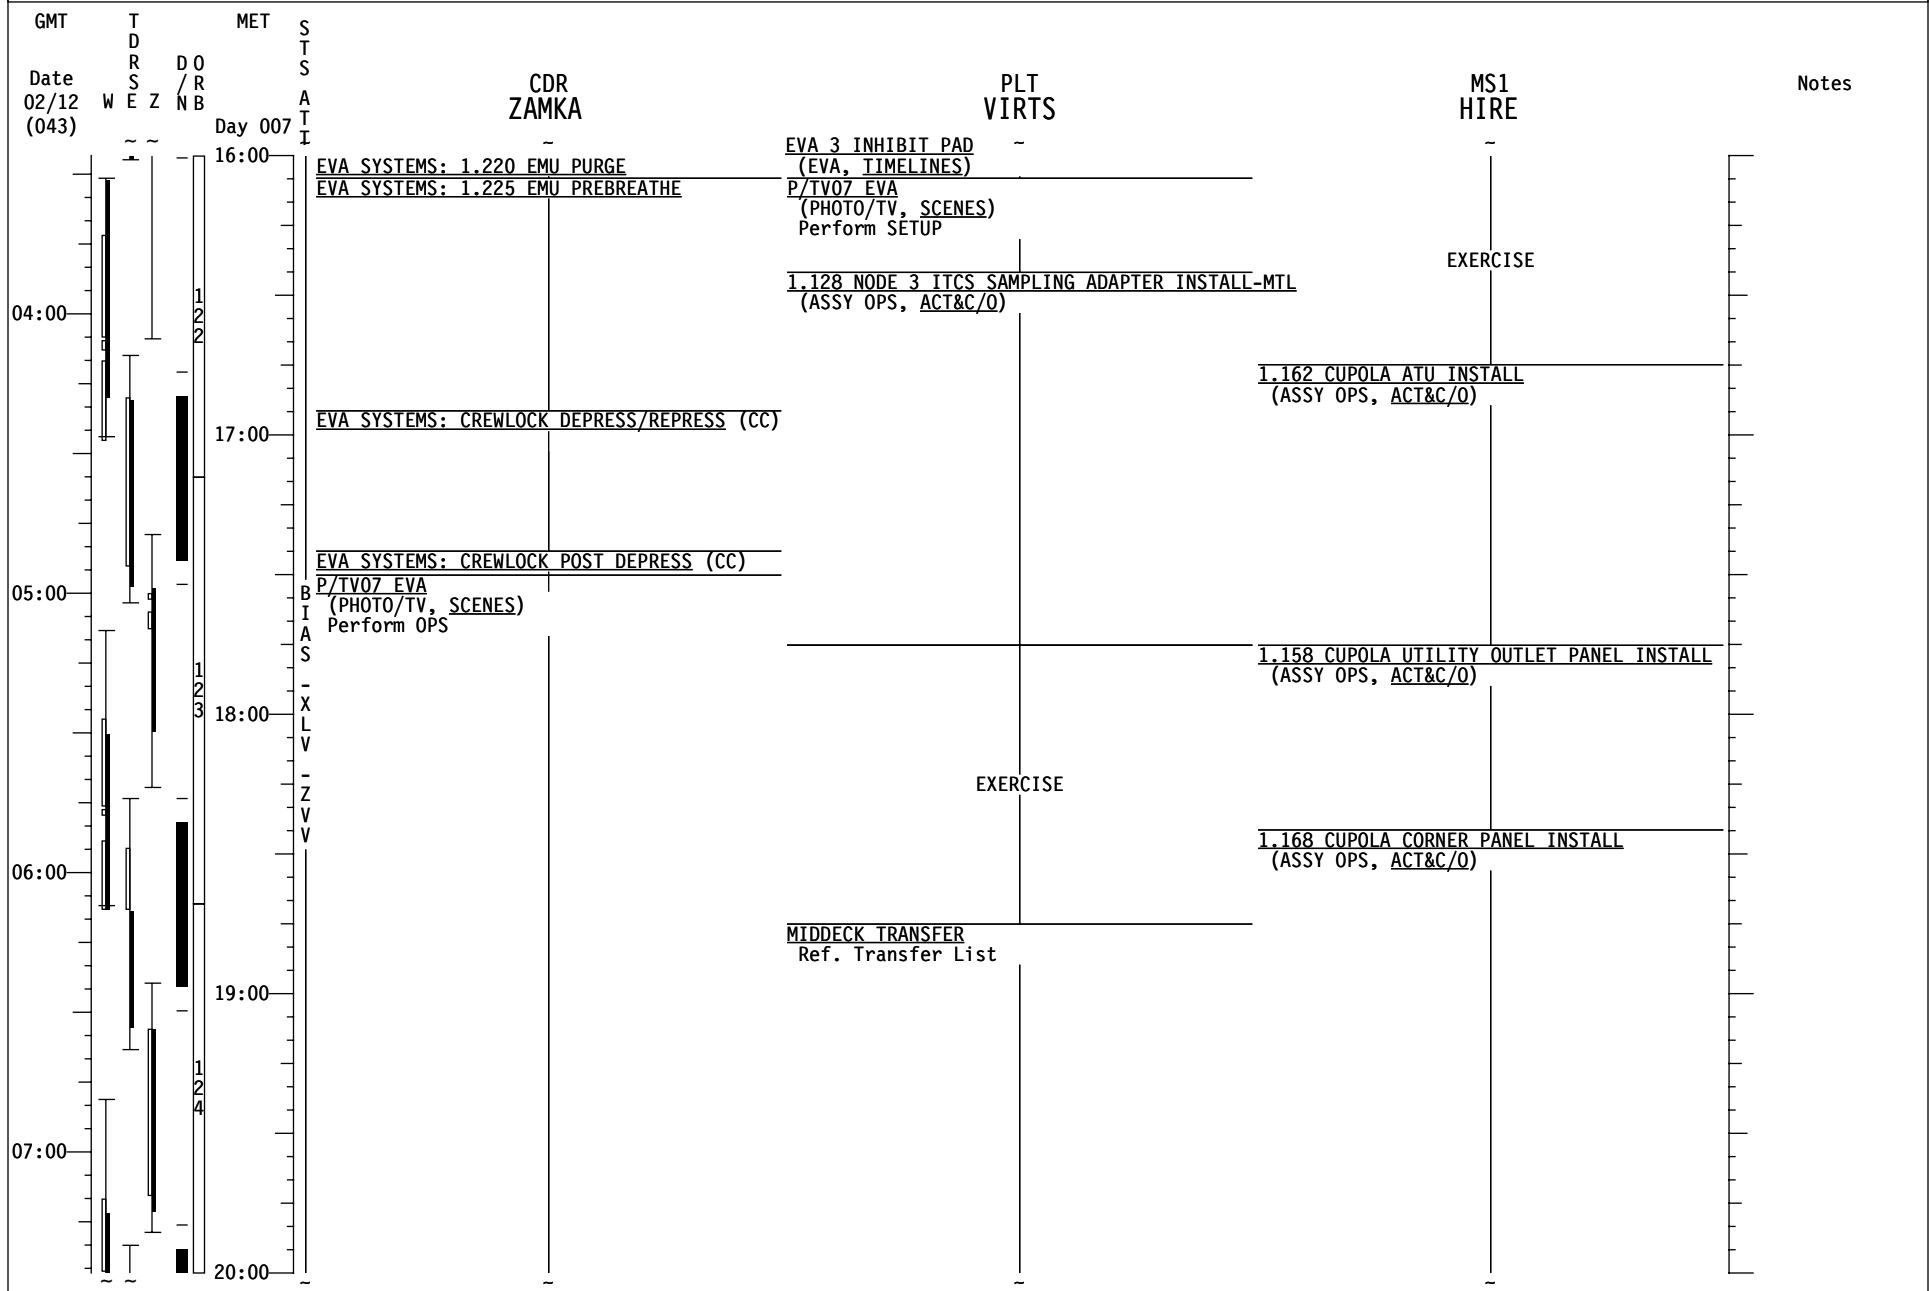 GMT
Date
02/12
(043)
TDRSE
W E Z
D/N
ORB
MET
Day 007
STS ATT
CDR
ZAMKA
PLT
VIRTS
MS1
HIRE
Notes
~ ~ ~ ~ ~
16:00
EVA SYSTEMS: 1.220 EMU PURGE
EVA SYSTEMS: 1.225 EMU PREBREATHE
EVA 3 INHIBIT PAD
(EVA, TIMELINES)
P/TV07 EVA
(PHOTO/TV, SCENES)
Perform SETUP
EXERCISE
1.128 NODE 3 ITCS SAMPLING ADAPTER INSTALL-MTL
(ASSY OPS, ACT&C/O)
122
04:00
1.162 CUPOLA ATU INSTALL
(ASSY OPS, ACT&C/O)
EVA SYSTEMS: CREWLOCK DEPRESS/REPRESS (CC)
17:00
EVA SYSTEMS: CREWLOCK POST DEPRESS (CC)
P/TV07 EVA
(PHOTO/TV, SCENES)
Perform OPS
05:00
BIAS -XLV -ZVV
1.158 CUPOLA UTILITY OUTLET PANEL INSTALL
(ASSY OPS, ACT&C/O)
123
18:00
EXERCISE
1.168 CUPOLA CORNER PANEL INSTALL
(ASSY OPS, ACT&C/O)
06:00
MIDDECK TRANSFER
Ref. Transfer List
19:00
124
07:00
20:00
~ ~ ~ ~ ~ ~